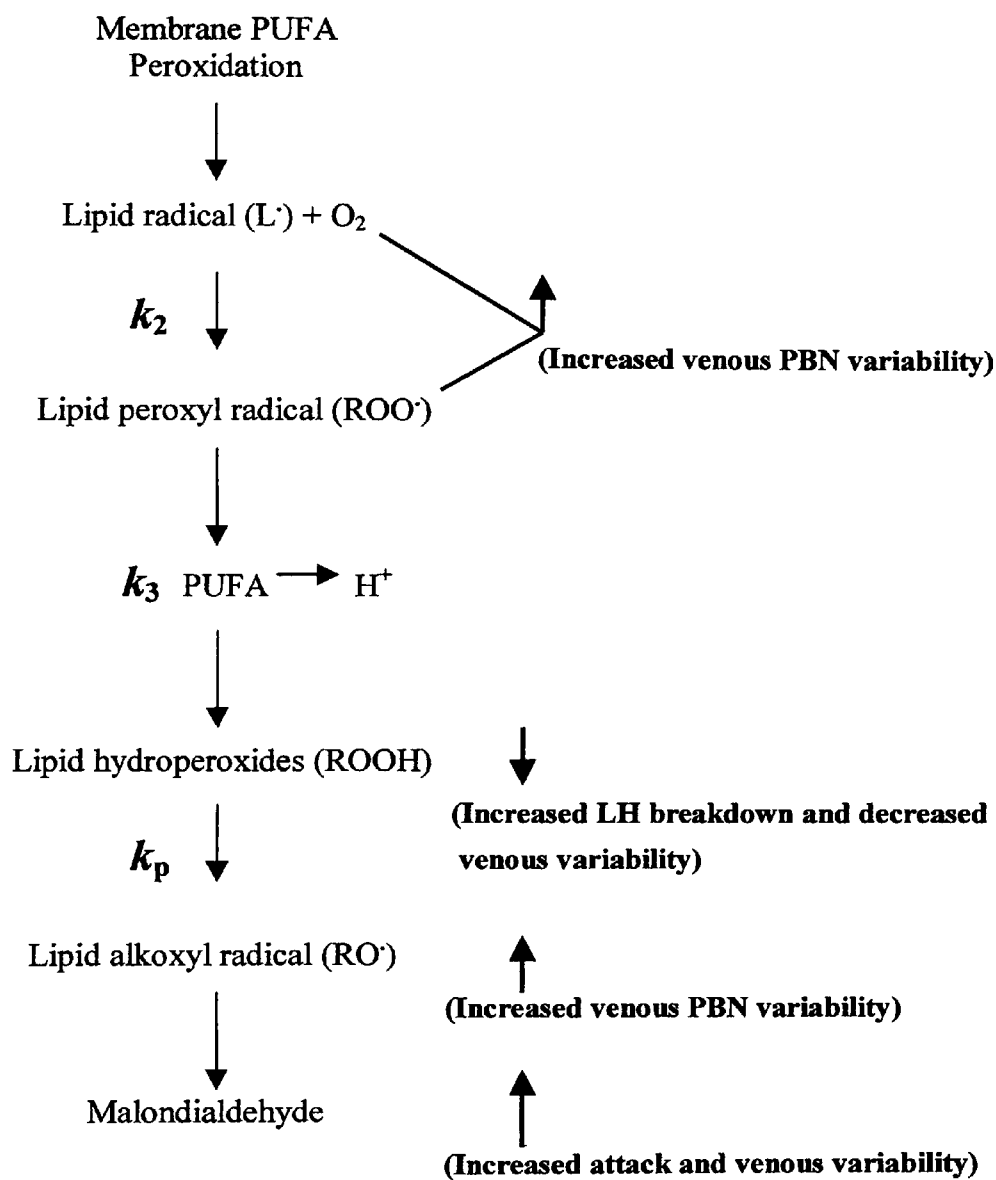 Membrane PUFA
Peroxidation
Lipid radical (L·) + O₂
k₂
(Increased venous PBN variability)
Lipid peroxyl radical (ROO·)
k₃ PUFA → H⁺
Lipid hydroperoxides (ROOH)
(Increased LH breakdown and decreased
venous variability)
kₚ
Lipid alkoxyl radical (RO·)
(Increased venous PBN variability)
Malondialdehyde
(Increased attack and venous variability)